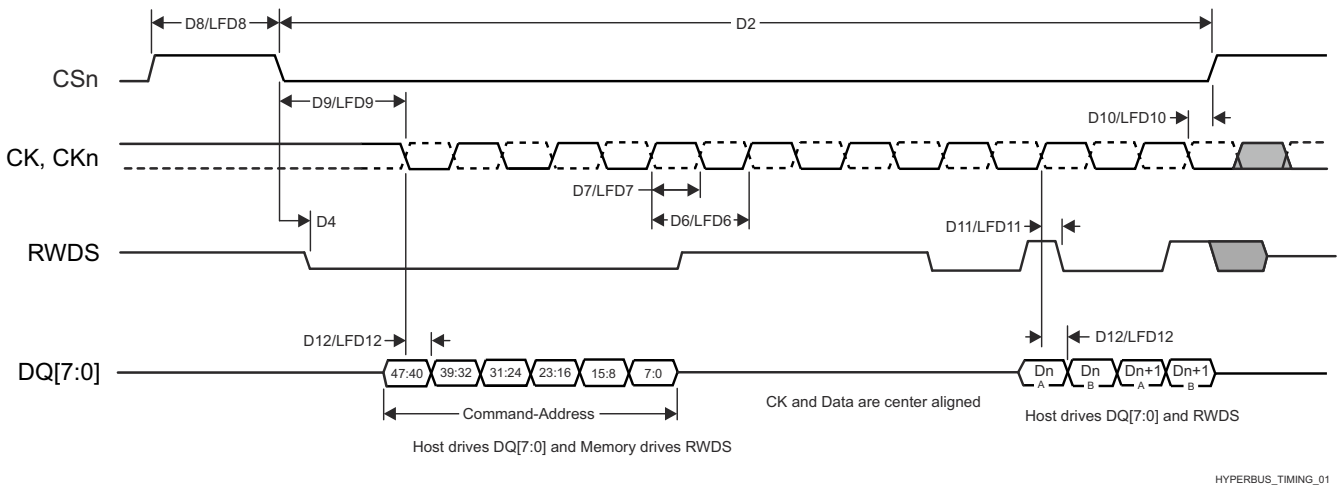 D8/LFD8
D2
CSn
D9/LFD9
D10/LFD10
CK, CKn
D7/LFD7
D4
D6/LFD6
D11/LFD11
RWDS
D12/LFD12
D12/LFD12
DQ[7:0]
47:40 39:32 31:24 23:16 15:8 7:0
Dn A Dn B Dn+1 A Dn+1 B
Command-Address
CK and Data are center aligned
Host drives DQ[7:0] and RWDS
Host drives DQ[7:0] and Memory drives RWDS
HYPERBUS_TIMING_01